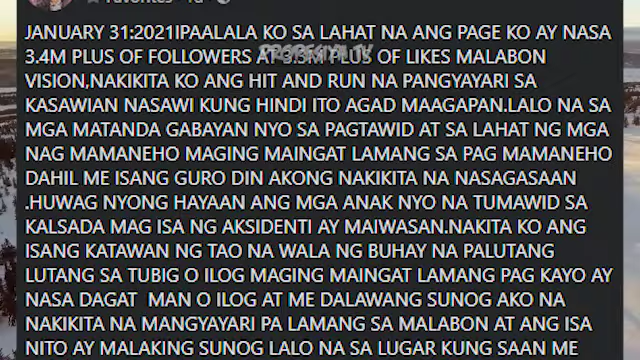 JANUARY 31:2021IPAALALA KO SA LAHAT NA ANG PAGE KO AY NASA
3.4M PLUS OF FOLLOWERS AT 3.3M PLUS OF LIKES MALABON
VISION,NAKIKITA KO ANG HIT AND RUN NA PANGYAYARI SA
KASAWIAN NASAWI KUNG HINDI ITO AGAD MAAGAPAN.LALO NA SA
MGA MATANDA GABAYAN NYO SA PAGTAWID AT SA LAHAT NG MGA
NAG MAMANEHO MAGING MAINGAT LAMANG SA PAG MAMANEHO
DAHIL ME ISANG GURO DIN AKONG NAKIKITA NA NASAGASAAN
.HUWAG NYONG HAYAAN ANG MGA ANAK NYO NA TUMAWID SA
KALSADA MAG ISA NG AKSIDENTI AY MAIWASAN.NAKITA KO ANG
ISANG KATAWAN NG TAO NA WALA NG BUHAY NA PALUTANG
LUTANG SA TUBIG O ILOG MAGING MAINGAT LAMANG PAG KAYO AY
NASA DAGAT MAN O ILOG AT ME DALAWANG SUNOG AKO NA
NAKIKITA NA MANGYAYARI PA LAMANG SA MALABON AT ANG ISA
NITO AY MALAKING SUNOG LALO NA SA LUGAR KUNG SAAN ME